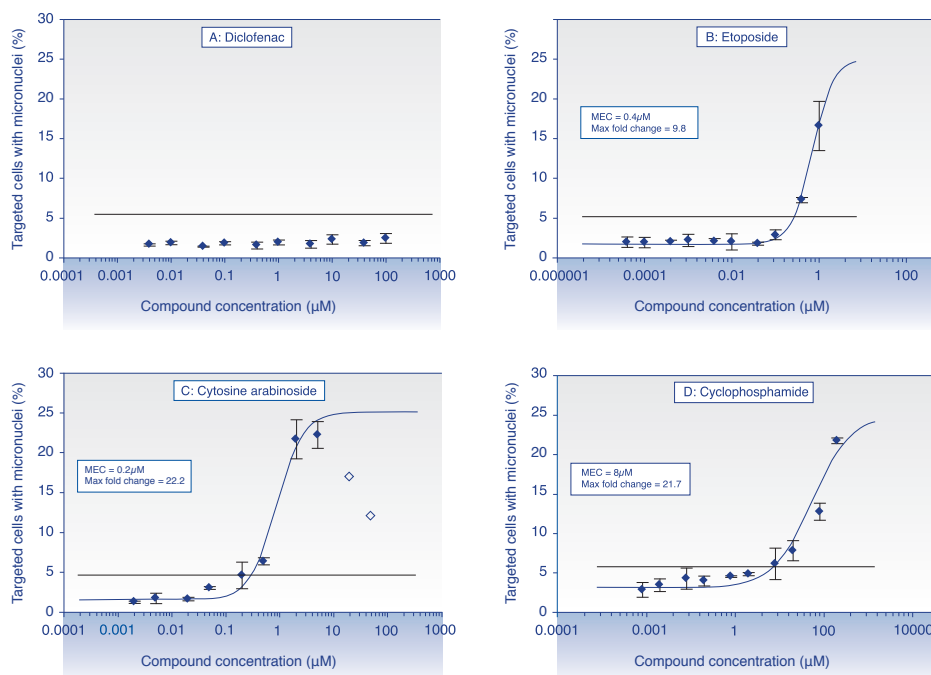 A: Diclofenac
Targeted cells with micronuclei (%)
30
25
20
15
10
5
0
0.0001 0.001 0.01 0.1 1 10 100 1000
Compound concentration (µM)
B: Etoposide
Targeted cells with micronuclei (%)
30
25
20
15
10
5
0
MEC = 0.4µM
Max fold change = 9.8
0.000001 0.0001 0.01 1 100
Compound concentration (µM)
C: Cytosine arabinoside
Targeted cells with micronuclei (%)
30
25
20
15
10
5
0
MEC = 0.2µM
Max fold change = 22.2
0.0001 0.001 0.01 0.1 1 10 100 1000
Compound concentration (µM)
D: Cyclophosphamide
Targeted cells with micronuclei (%)
30
25
20
15
10
5
0
MEC = 8µM
Max fold change = 21.7
0.0001 0.001 1 100 10000
Compound concentration (µM)